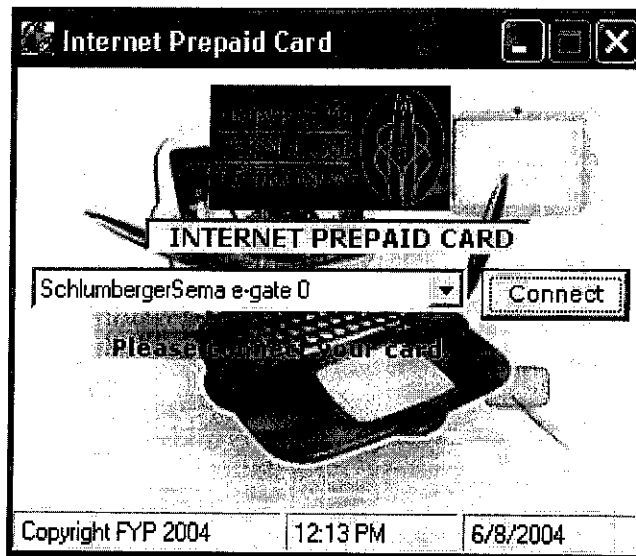 Internet Prepaid Card
INTERNET PREPAID CARD
SchlumbergerSema e-gate 0
Connect
Please connect your card
Copyright FYP 2004
12:13 PM
6/8/2004